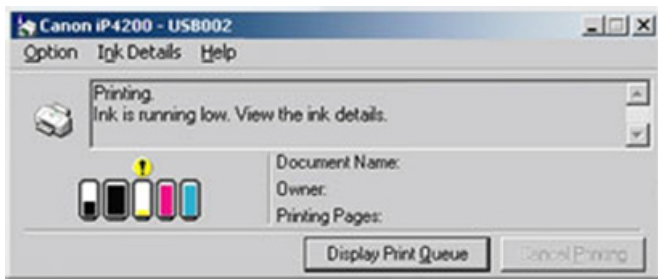 Canon iP4200 - USB002
Option Ink Details Help
Printing.
Ink is running low. View the ink details.
Document Name:
Owner:
Printing Pages:
Display Print Queue Cancel Printing